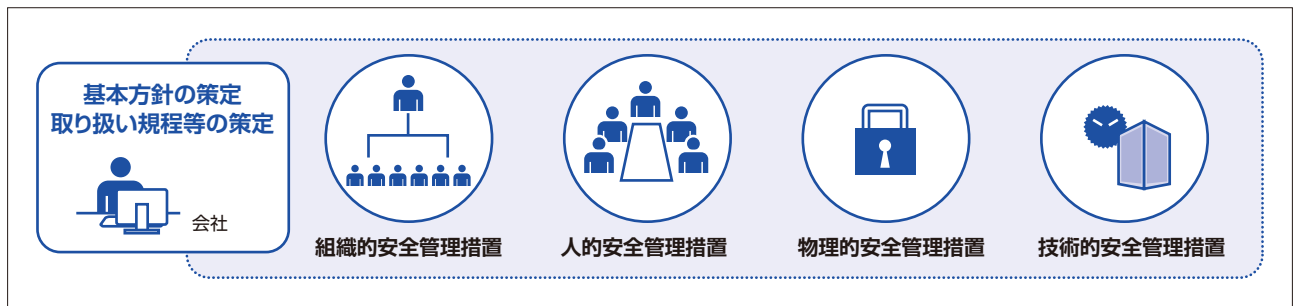 基本方針の策定
取り扱い規程等の策定
会社
組織的安全管理措置
人的安全管理措置
物理的安全管理措置
技術的安全管理措置